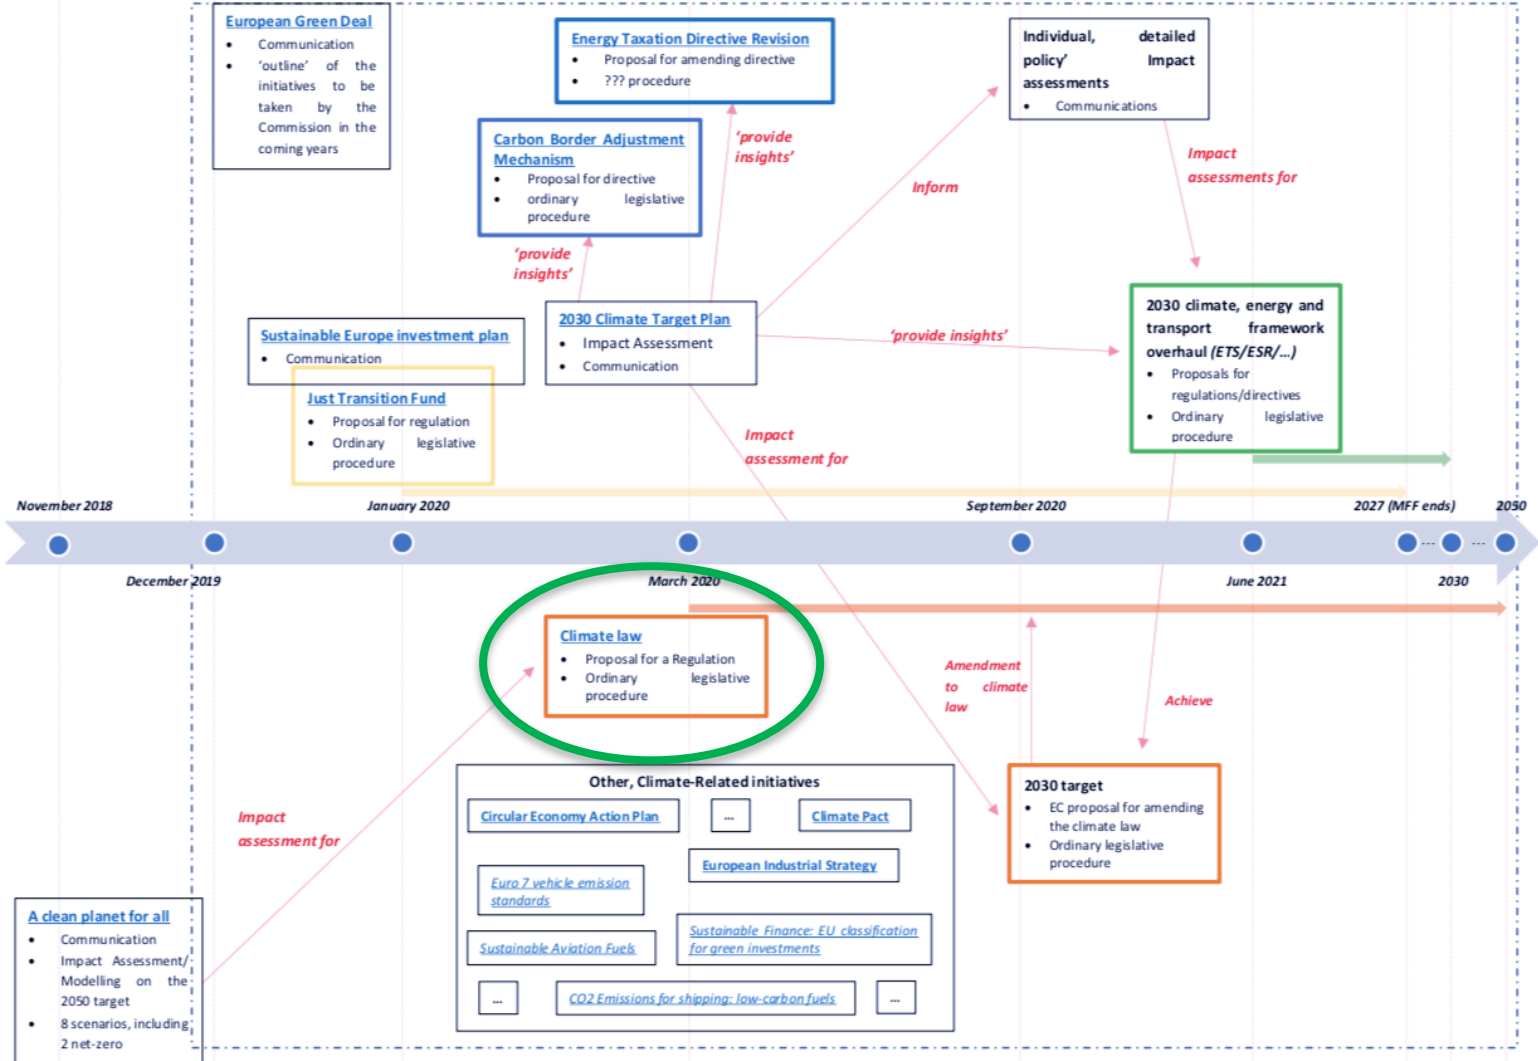 European Green Deal
• Communication
• ‘outline’ of the
initiatives to be
taken by the
Commission in the
coming years
Energy Taxation Directive Revision
• Proposal for amending directive
• ??? procedure
Individual, detailed
policy’ Impact
assessments
• Communications
Carbon Border Adjustment
Mechanism
• Proposal for directive
• ordinary legislative
procedure
‘provide
insights’
Impact
assessments for
Inform
‘provide
insights’
2030 Climate Target Plan
• Impact Assessment
• Communication
‘provide insights’
2030 climate, energy and
transport framework
overhaul (ETS/ESR/...)
• Proposals for
regulations/directives
• Ordinary legislative
procedure
Sustainable Europe investment plan
• Communication
Just Transition Fund
• Proposal for regulation
• Ordinary legislative
procedure
Impact
assessment for
November 2018
January 2020
September 2020
2027 (MFF ends)
2050
... ...
December 2019
March 2020
June 2021
2030
Climate law
• Proposal for a Regulation
• Ordinary legislative
procedure
Amendment
to climate
law
Achieve
2030 target
• EC proposal for amending
the climate law
• Ordinary legislative
procedure
Impact
assessment for
Other, Climate-Related initiatives
Circular Economy Action Plan
...
Climate Pact
European Industrial Strategy
Euro 7 vehicle emission
standards
Sustainable Finance: EU classification
for green investments
Sustainable Aviation Fuels
...
CO2 Emissions for shipping: low-carbon fuels
...
A clean planet for all
• Communication
• Impact Assessment/
Modelling on the
2050 target
• 8 scenarios, including
2 net-zero